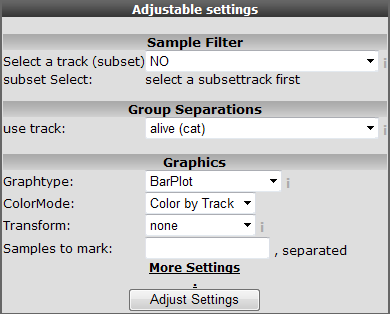 Adjustable settings
Sample Filter
Select a track (subset) NO i
subset Select: select a subsettrack first
Group Separations
use track: alive (cat) i
Graphics
Graphtype: BarPlot i
ColorMode: Color by Track
Transform: none i
Samples to mark: , separated
More Settings
.
Adjust Settings